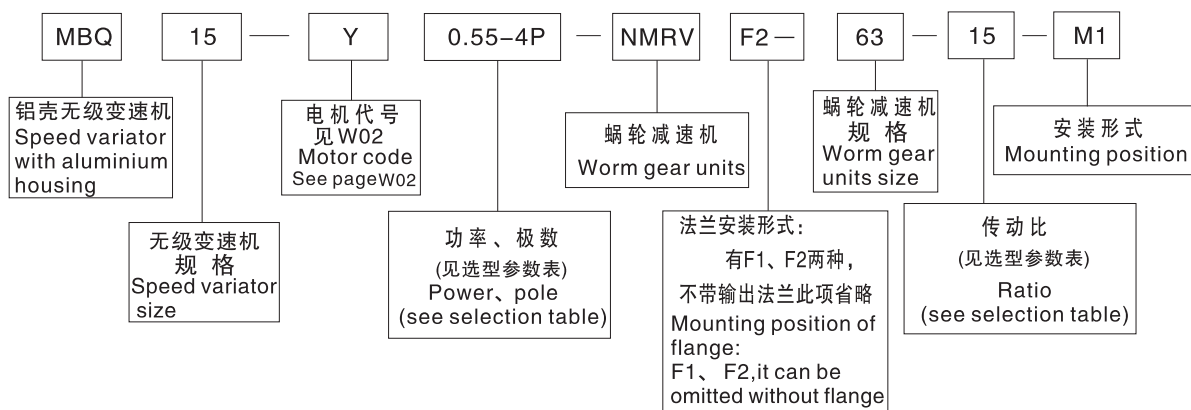 MBQ 15 — Y 0.55-4P — NMRV F2— 63 — 15 — M1
铝壳无级变速机
Speed variator
with aluminium
housing
无级变速机
规 格
Speed variator
size
电机代号
见W02
Motor code
See pageW02
功率、极数
(见选型参数表)
Power、pole
(see selection table)
蜗轮减速机
Worm gear units
法兰安装形式:
有F1、F2两种,
不带输出法兰此项省略
Mounting position of
flange:
F1、 F2,it can be
omitted without flange
蜗轮减速机
规 格
Worm gear
units size
传动比
(见选型参数表)
Ratio
(see selection table)
安装形式
Mounting position